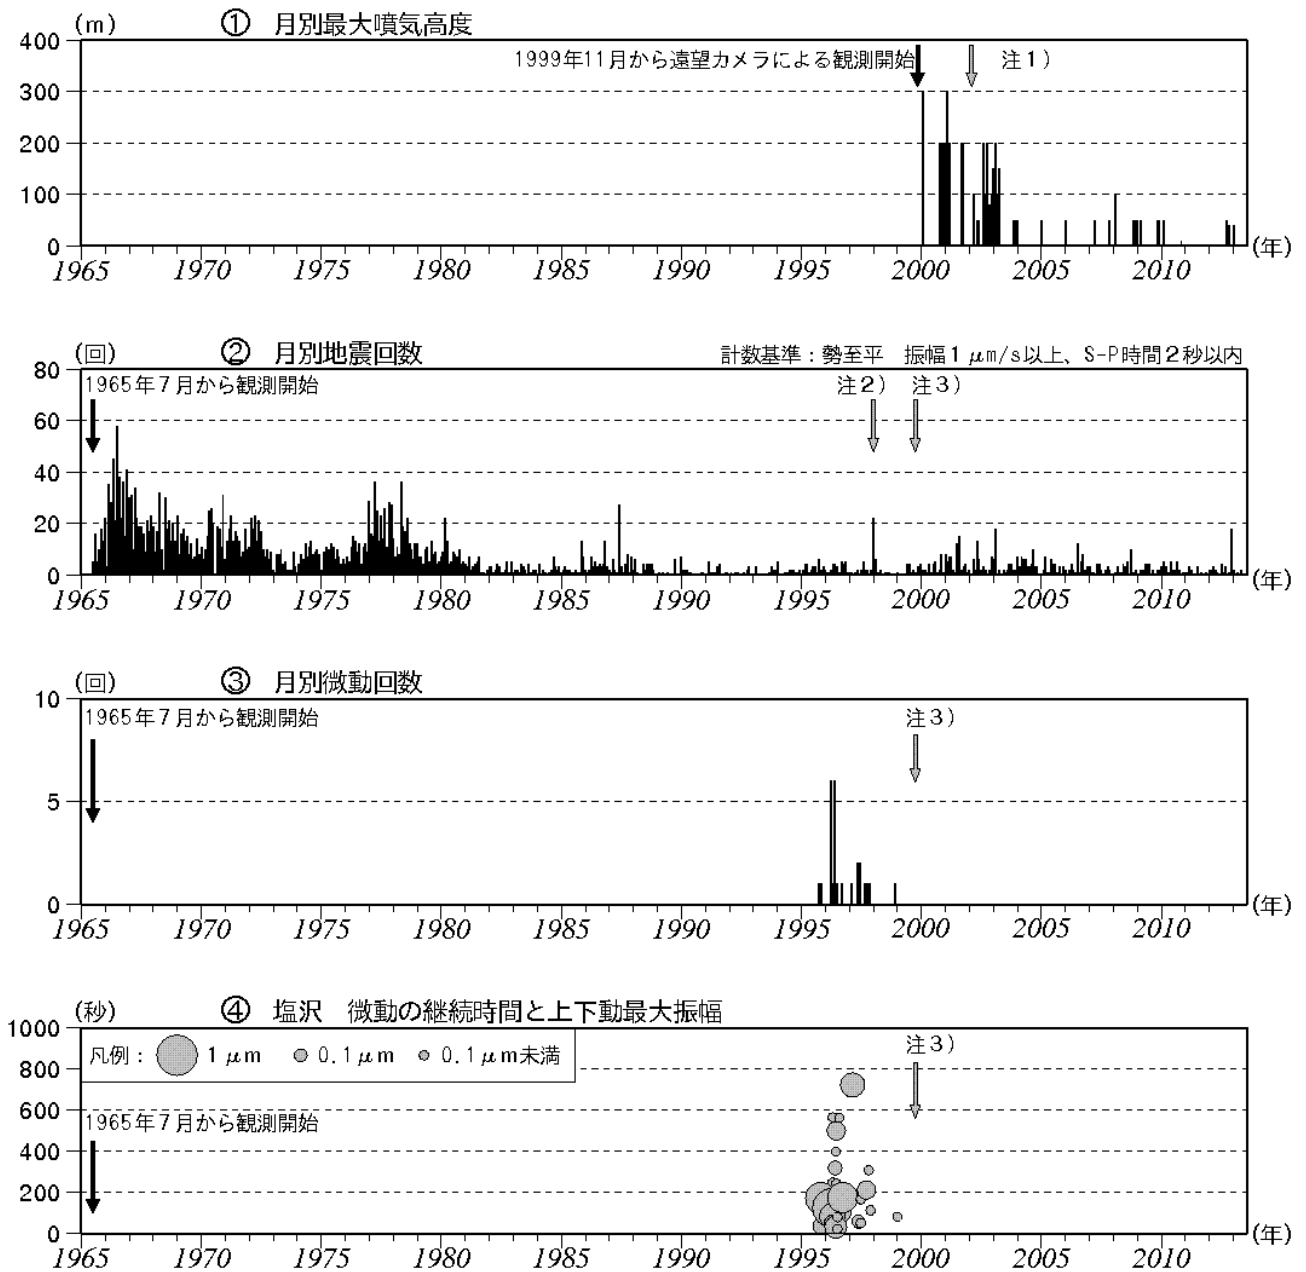 (m) ① 月別最大噴気高度
400
1999年11月から遠望カメラによる観測開始 注1)
300
200
100
0
(年)
1965 1970 1975 1980 1985 1990 1995 2000 2005 2010
(回) ② 月別地震回数 計数基準：勢至平 振幅1μm/s以上、S-P時間2秒以内
80
1965年7月から観測開始 注2) 注3)
60
40
20
0
(年)
1965 1970 1975 1980 1985 1990 1995 2000 2005 2010
(回) ③ 月別微動回数
10
1965年7月から観測開始 注3)
5
0
(年)
1965 1970 1975 1980 1985 1990 1995 2000 2005 2010
(秒) ④ 塩沢 微動の継続時間と上下動最大振幅
1000
凡例： 1μm 0.1μm 0.1μm未満 注3)
800
600
1965年7月から観測開始
400
200
0
(年)
1965 1970 1975 1980 1985 1990 1995 2000 2005 2010